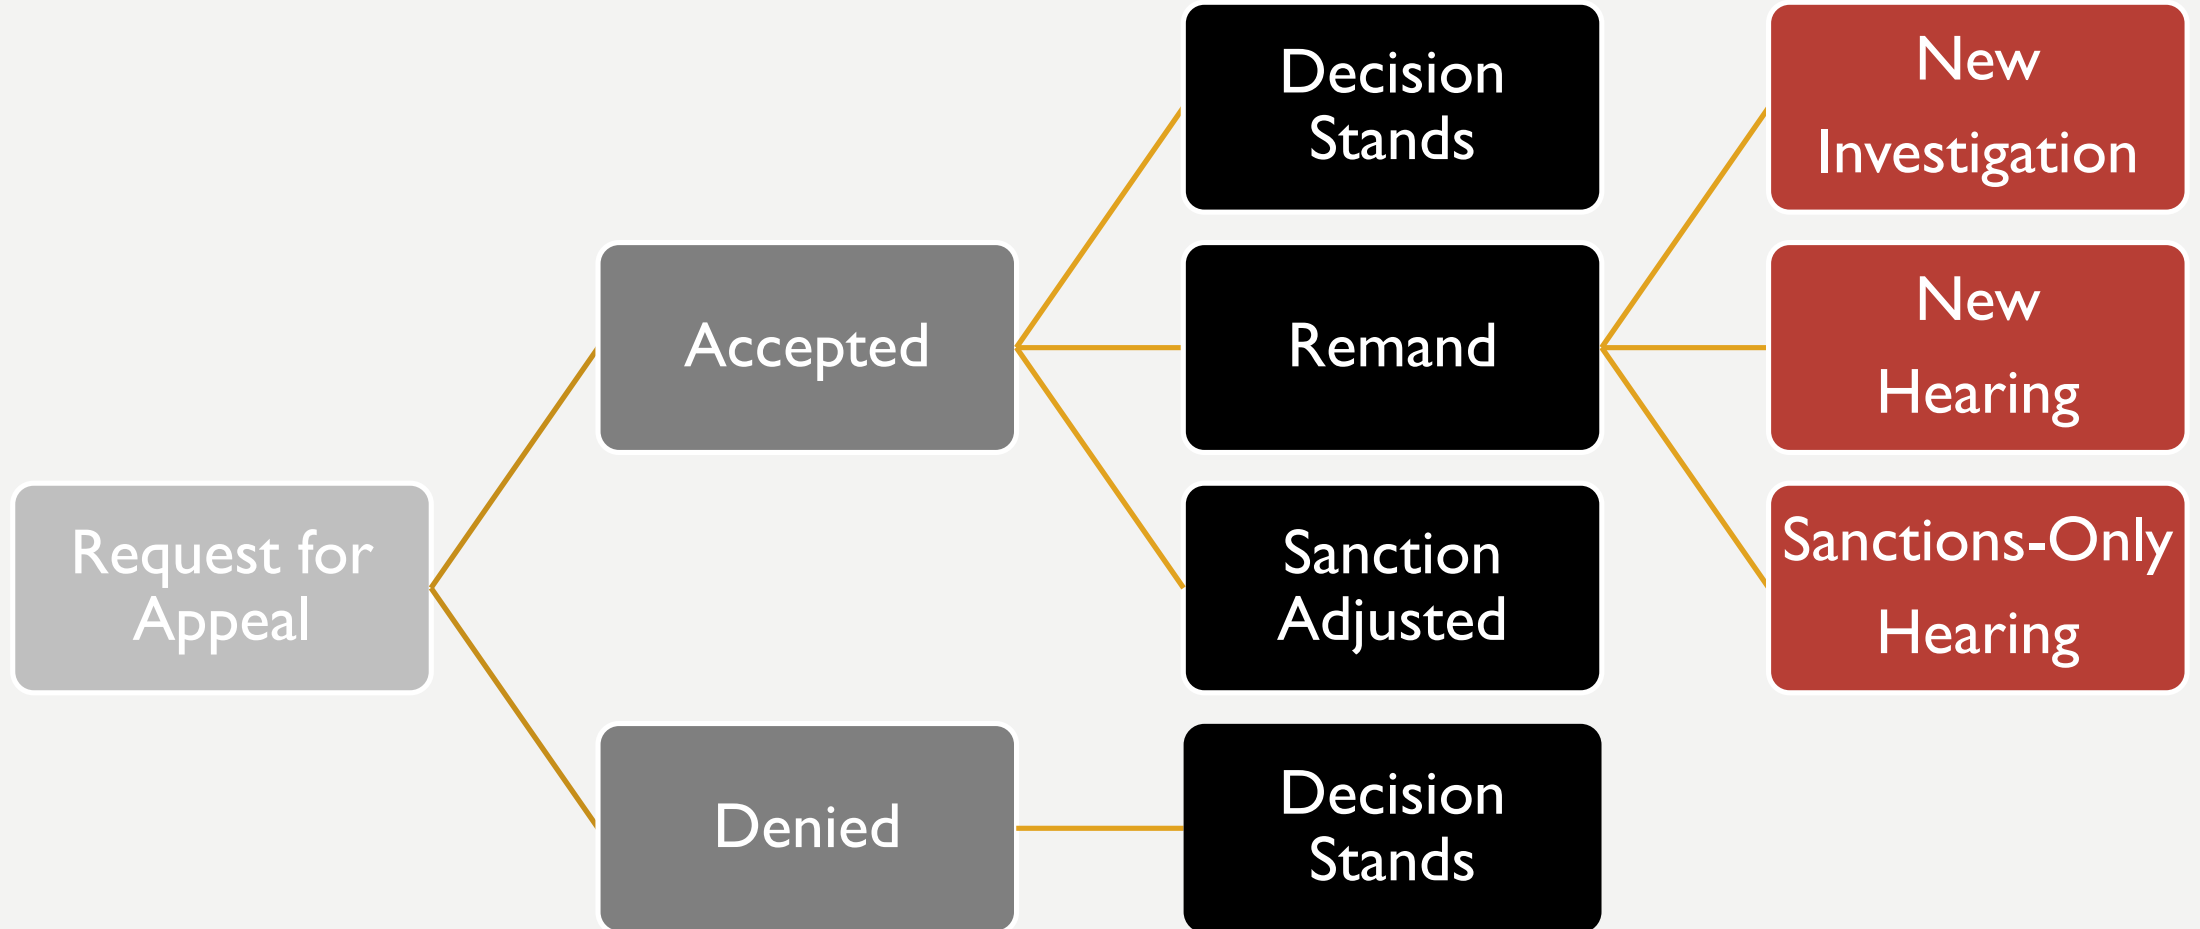 Request for
Appeal
Accepted
Denied
Decision
Stands
Remand
Sanction
Adjusted
Decision
Stands
New
Investigation
New
Hearing
Sanctions-Only
Hearing